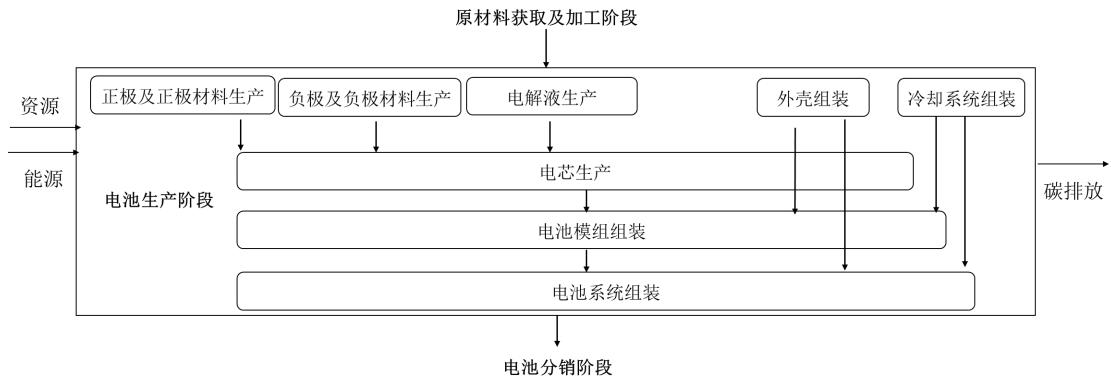 原材料获取及加工阶段
正极及正极材料生产
负极及负极材料生产
电解液生产
外壳组装
冷却系统组装
资源
能源
电芯生产
电池生产阶段
碳排放
电池模组组装
电池系统组装
电池分销阶段